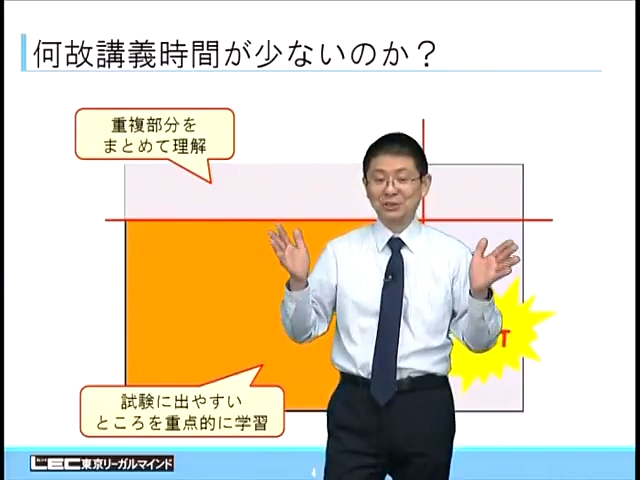 何故講義時間が少ないのか？
重複部分を
まとめて理解
T
試験に出やすい
ところを重点的に学習
LEC東京リーガルマインド
4